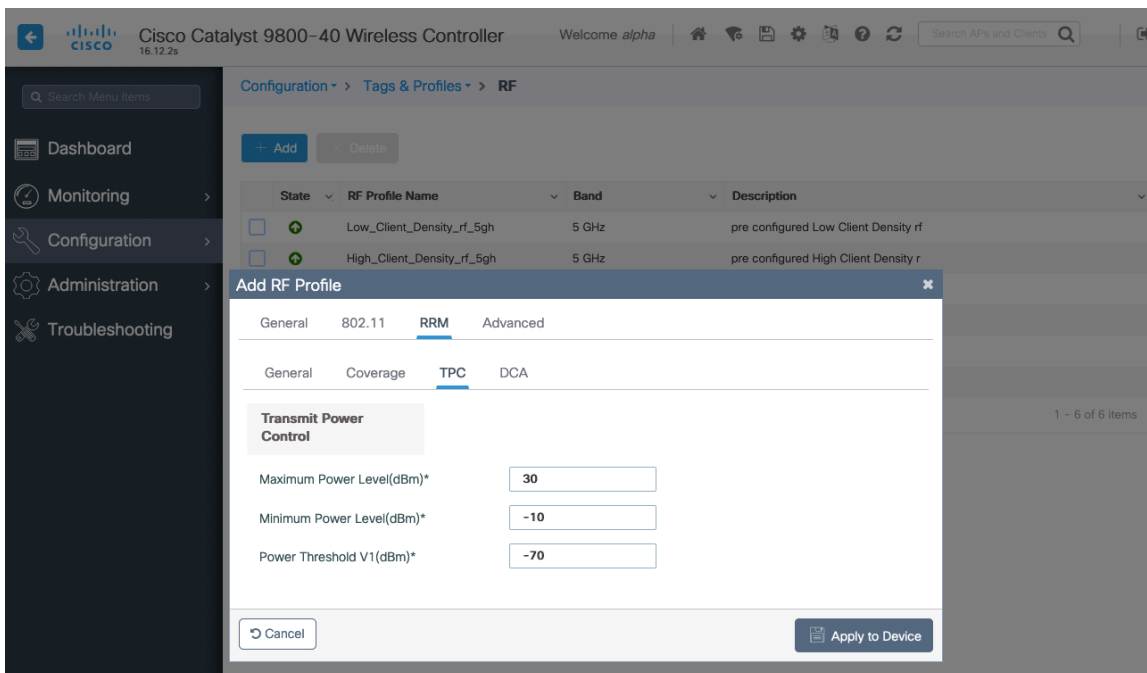 CISCO
Cisco Catalyst 9800-40 Wireless Controller
16.12.2s
Welcome alpha
Search APs and Clients
Search Menu Items
Dashboard
Monitoring
Configuration
Administration
Troubleshooting
Configuration > Tags & Profiles > RF
+ Add
× Delete
State RF Profile Name Band Description
Low_Client_Density_rf_5gh 5 GHz pre configured Low Client Density rf
High_Client_Density_rf_5gh 5 GHz pre configured High Client Density r
1 - 6 of 6 items
Add RF Profile
General 802.11 RRM Advanced
General Coverage TPC DCA
Transmit Power
Control
Maximum Power Level(dBm)* 30
Minimum Power Level(dBm)* -10
Power Threshold V1(dBm)* -70
Cancel
Apply to Device